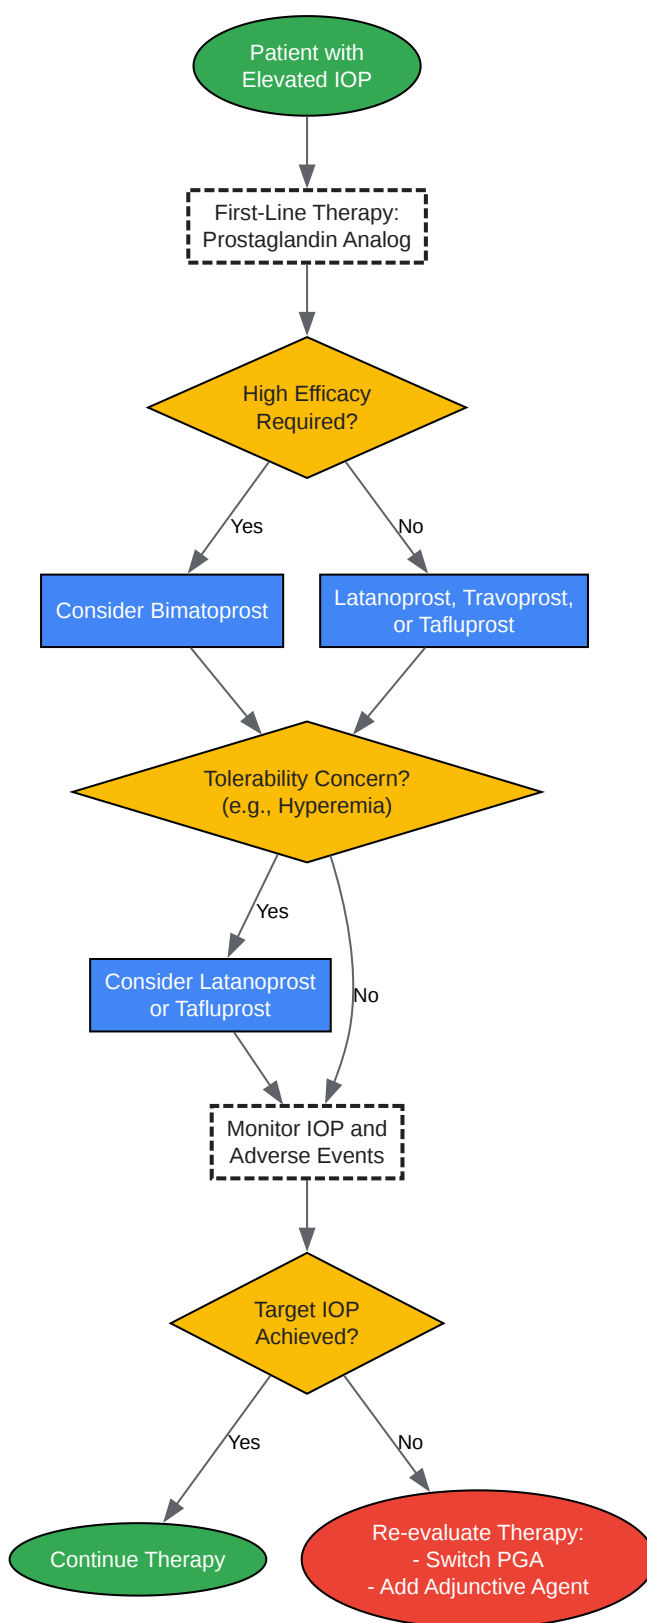 Patient with
Elevated IOP
First-Line Therapy:
Prostaglandin Analog
High Efficacy
Required?
Yes
No
Consider Bimatoprost
Latanoprost, Travoprost,
or Tafluprost
Tolerability Concern?
(e.g., Hyperemia)
Yes
Consider Latanoprost
or Tafluprost
No
Monitor IOP and
Adverse Events
Target IOP
Achieved?
Yes
No
Continue Therapy
Re-evaluate Therapy:
- Switch PGA
- Add Adjunctive Agent